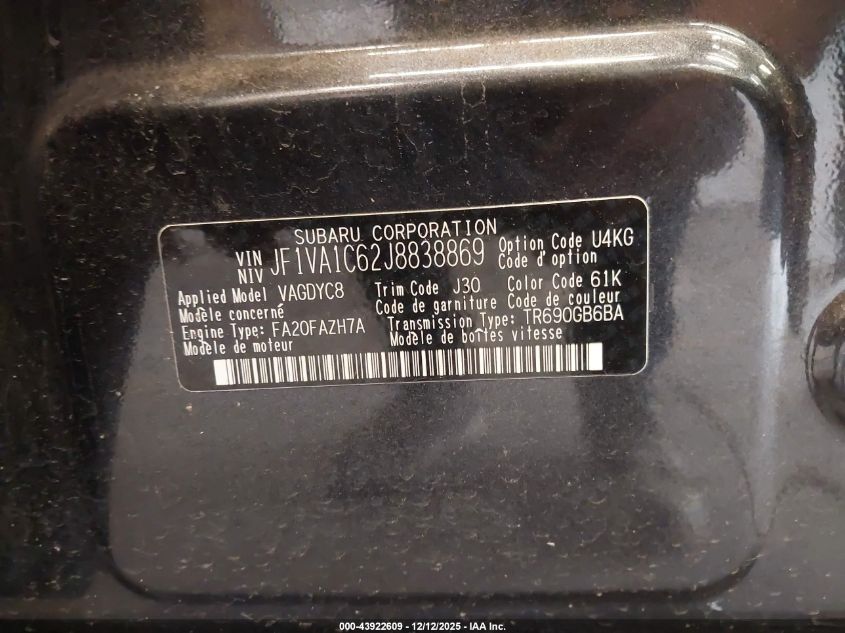 SUBARU CORPORATION
VIN
NIV JF1VA1C62J8838869 Option Code U4KG
Code d'option
Applied Model VAGDYC8 Trim Code J30 Color Code 61K
Modèle concerné Code de garniture Code de couleur
Engine Type: FA20FAZH7A Transmission Type: TR690GB6BA
Modèle de moteur Modèle de boîtes vitesse
000-43922609 - 12/12/2025 - IAA Inc.